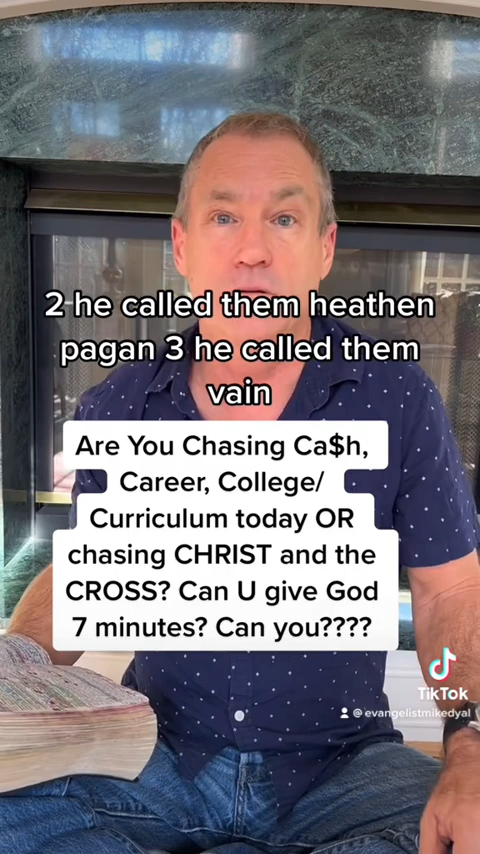 2 he called them heathen
pagan 3 he called them
vain
Are You Chasing Ca$h,
Career, College/
Curriculum today OR
chasing CHRIST and the
CROSS? Can U give God
7 minutes? Can you????
TikTok
@evangelistmikedyal